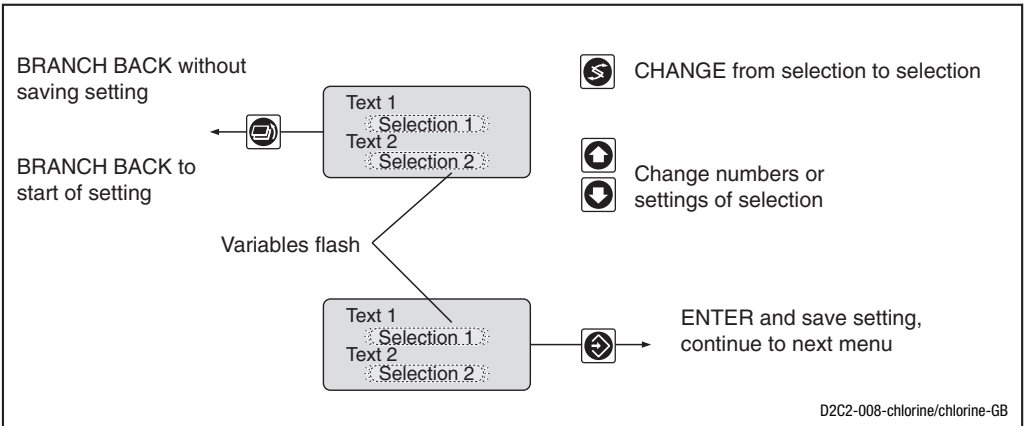 BRANCH BACK without
saving setting
BRANCH BACK to
start of setting
Text 1
Selection 1
Text 2
Selection 2
CHANGE from selection to selection
Change numbers or
settings of selection
Variables flash
Text 1
Selection 1
Text 2
Selection 2
ENTER and save setting,
continue to next menu
D2C2-008-chlorine/chlorine-GB